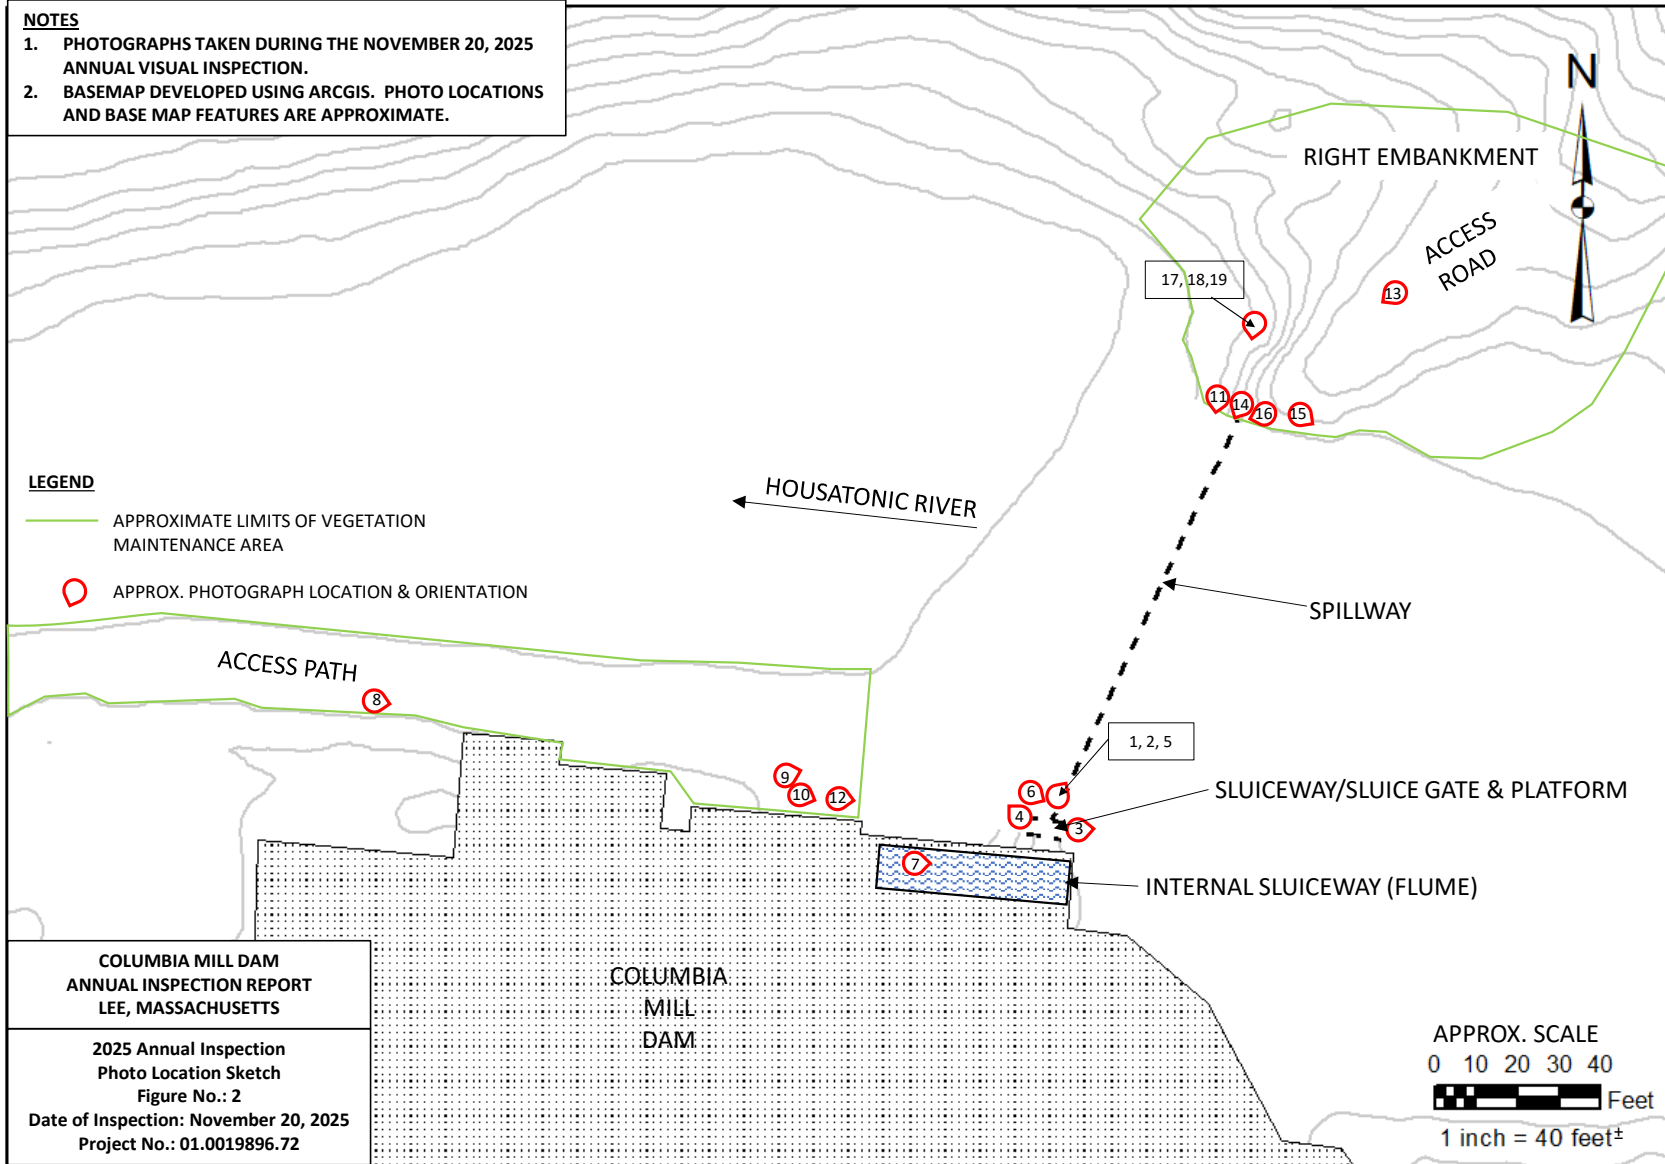 NOTES
1. PHOTOGRAPHS TAKEN DURING THE NOVEMBER 20, 2025
ANNUAL VISUAL INSPECTION.
2. BASEMAP DEVELOPED USING ARCGIS. PHOTO LOCATIONS
AND BASE MAP FEATURES ARE APPROXIMATE.
N
RIGHT EMBANKMENT
ACCESS
ROAD
17, 18,19
13
11
14
16
15
HOUSATONIC RIVER
LEGEND
APPROXIMATE LIMITS OF VEGETATION
MAINTENANCE AREA
APPROX. PHOTOGRAPH LOCATION & ORIENTATION
SPILLWAY
ACCESS PATH
8
1, 2, 5
9
10
12
6
4
3
SLUICEWAY/SLUICE GATE & PLATFORM
7
INTERNAL SLUICEWAY (FLUME)
COLUMBIA
MILL
DAM
COLUMBIA MILL DAM
ANNUAL INSPECTION REPORT
LEE, MASSACHUSETTS
2025 Annual Inspection
Photo Location Sketch
Figure No.: 2
Date of Inspection: November 20, 2025
Project No.: 01.0019896.72
APPROX. SCALE
0 10 20 30 40
Feet
1 inch = 40 feet±